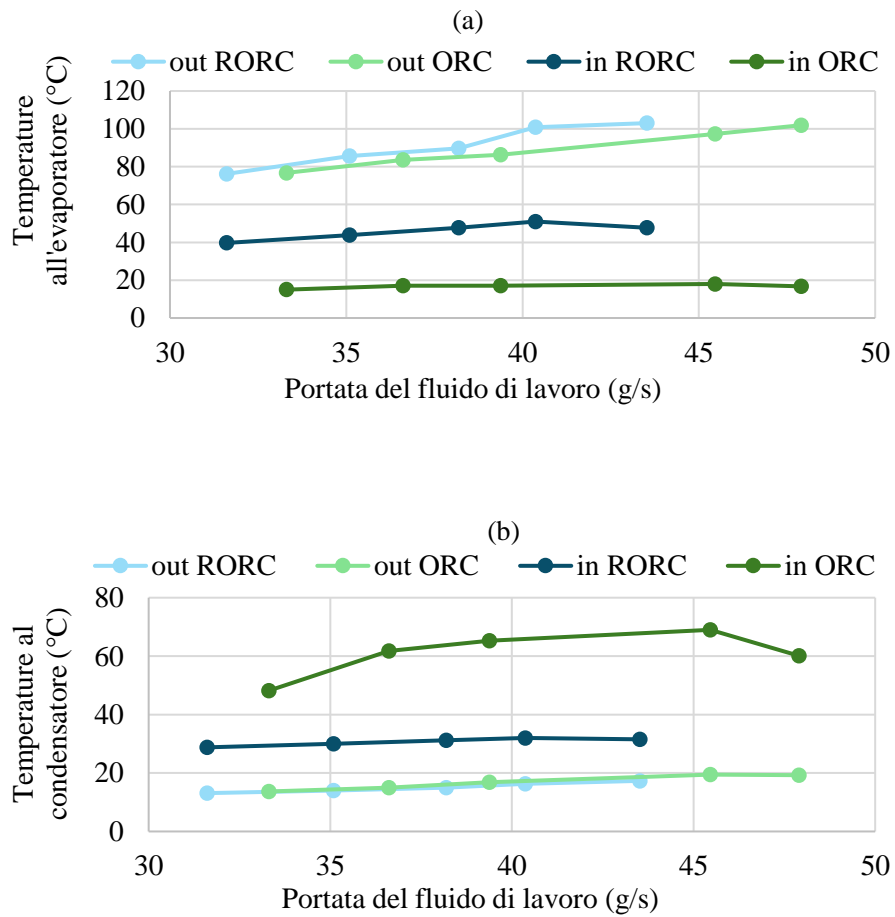 (a)
out RORC out ORC in RORC in ORC
Temperature
all'evaporatore (°C)
120
100
80
60
40
20
0
30 35 40 45 50
Portata del fluido di lavoro (g/s)
(b)
out RORC out ORC in RORC in ORC
Temperature al
condensatore (°C)
80
60
40
20
0
30 35 40 45 50
Portata del fluido di lavoro (g/s)